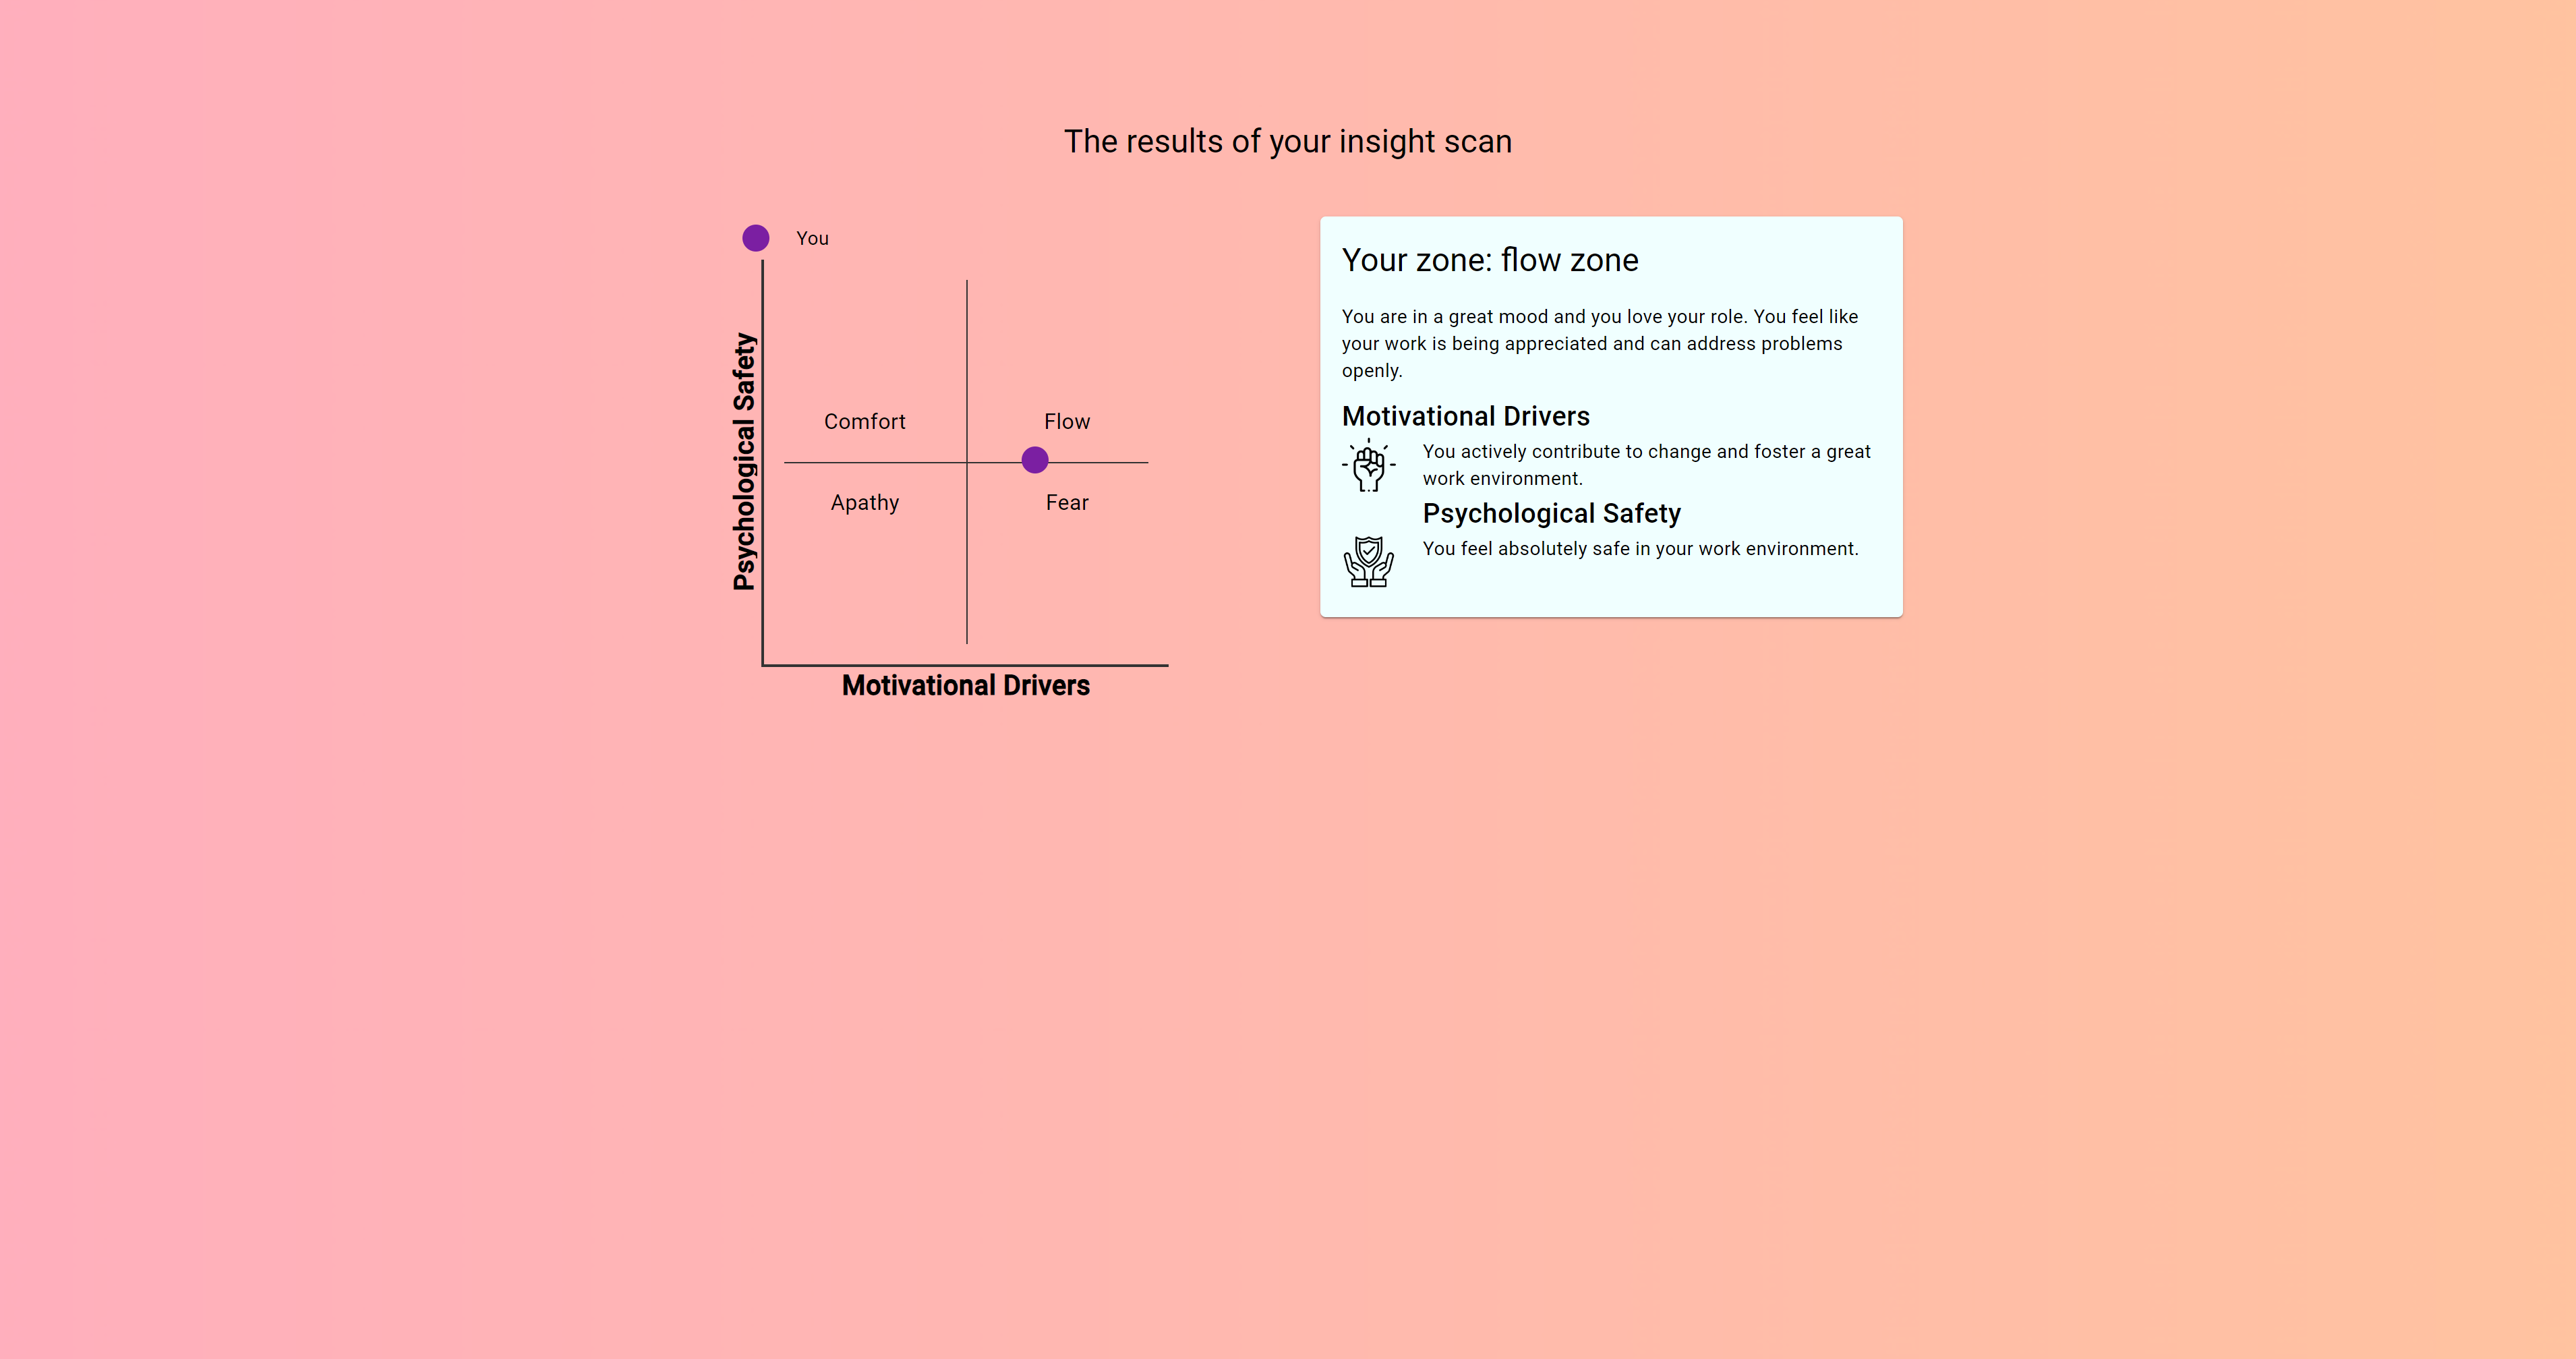 The results of your insight scan
You
Psychological Safety
Comfort
Flow
Apathy
Fear
Motivational Drivers
Your zone: flow zone
You are in a great mood and you love your role. You feel like
your work is being appreciated and can address problems
openly.
Motivational Drivers
You actively contribute to change and foster a great
work environment.
Psychological Safety
You feel absolutely safe in your work environment.